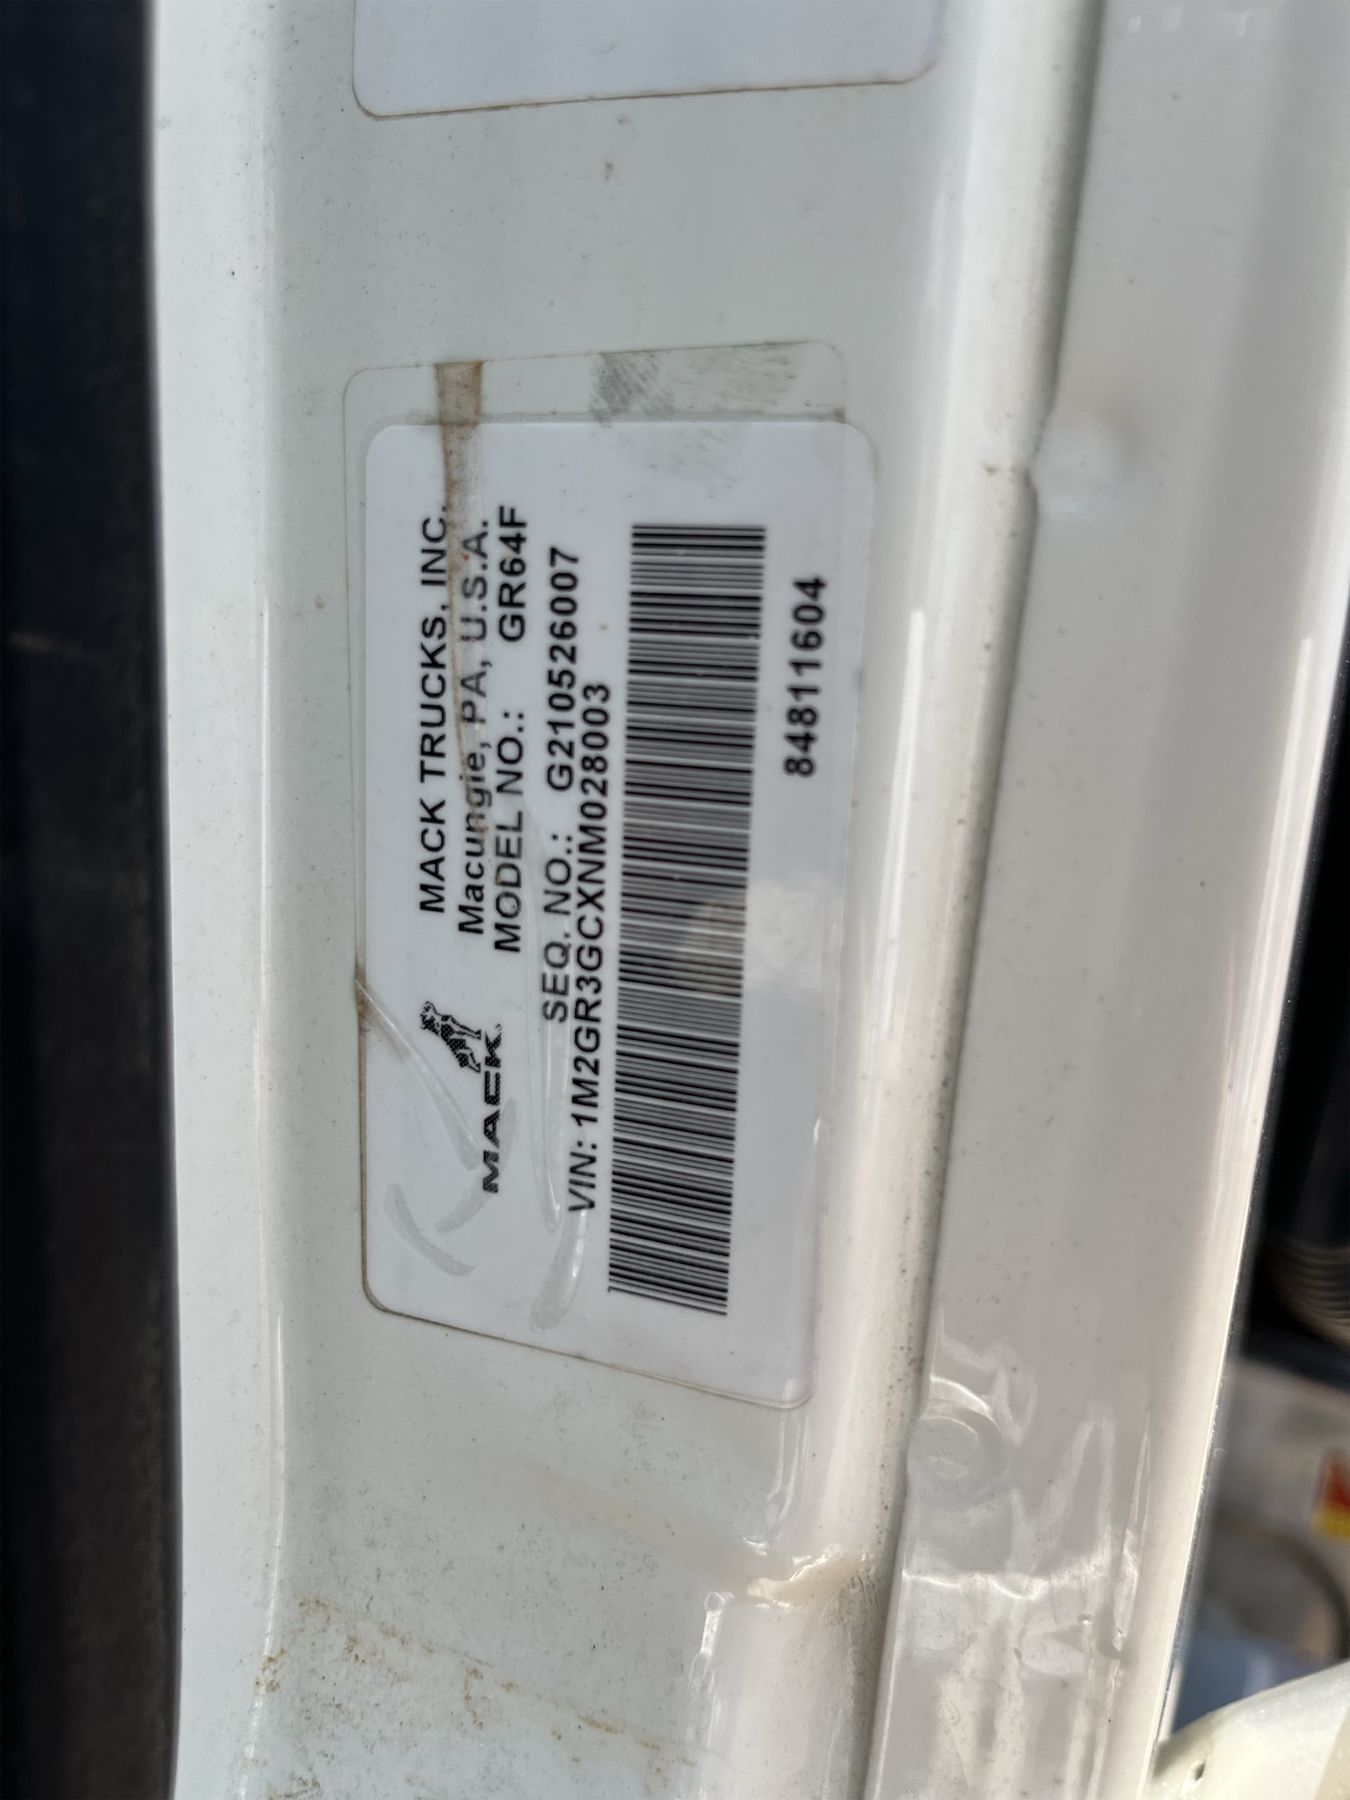 MACK TRUCKS, INC.
Macungie, PA, U.S.A.
MODEL NO.: GR64F
MACK
SEQ. NO.: G210526007
VIN: 1M2GR3GCXNM028003
84811604